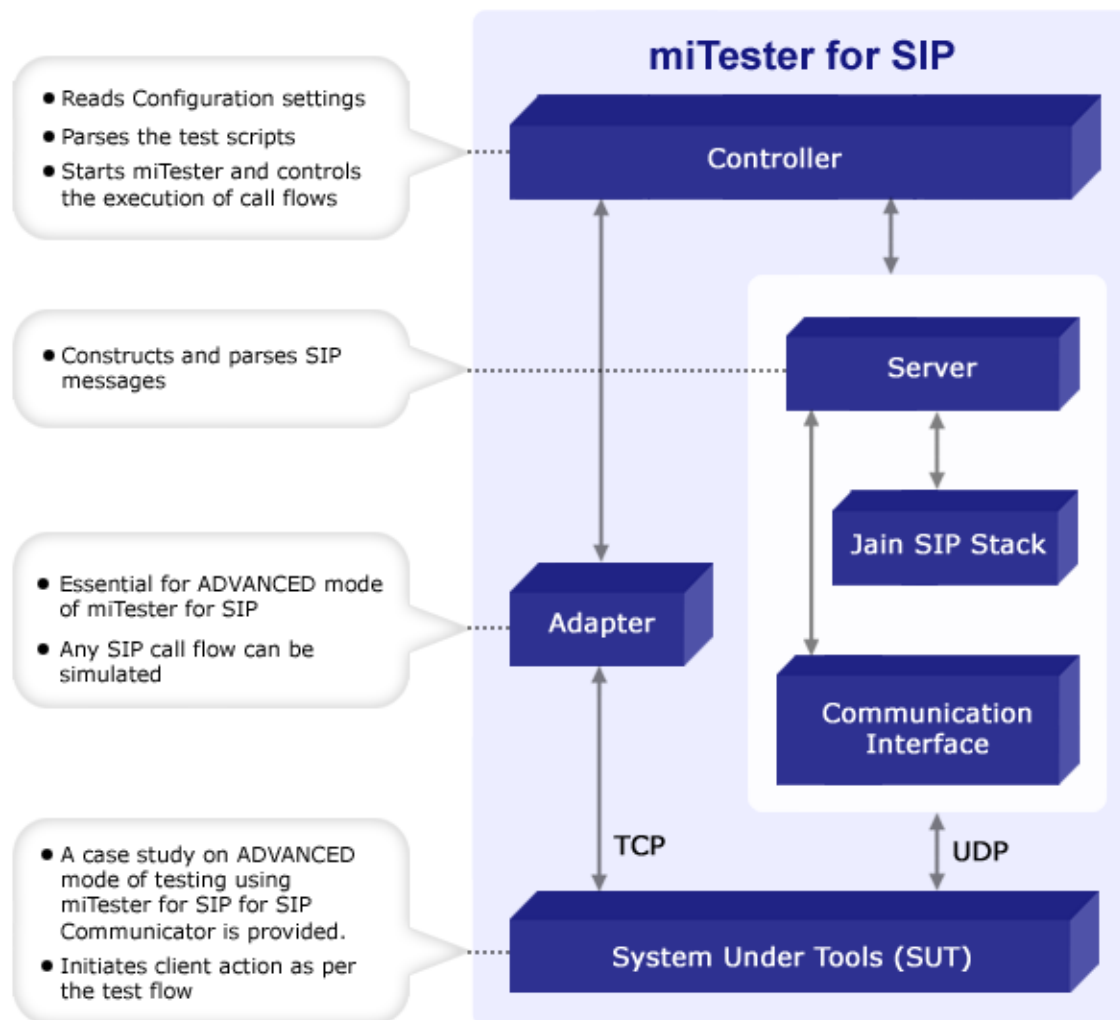 miTester for SIP
● Reads Configuration settings
● Parses the test scripts
● Starts miTester and controls
the execution of call flows
Controller
● Constructs and parses SIP
messages
Server
Jain SIP Stack
● Essential for ADVANCED mode
of miTester for SIP
● Any SIP call flow can be
simulated
Adapter
Communication
Interface
TCP
UDP
● A case study on ADVANCED
mode of testing using
miTester for SIP for SIP
Communicator is provided.
● Initiates client action as per
the test flow
System Under Tools (SUT)